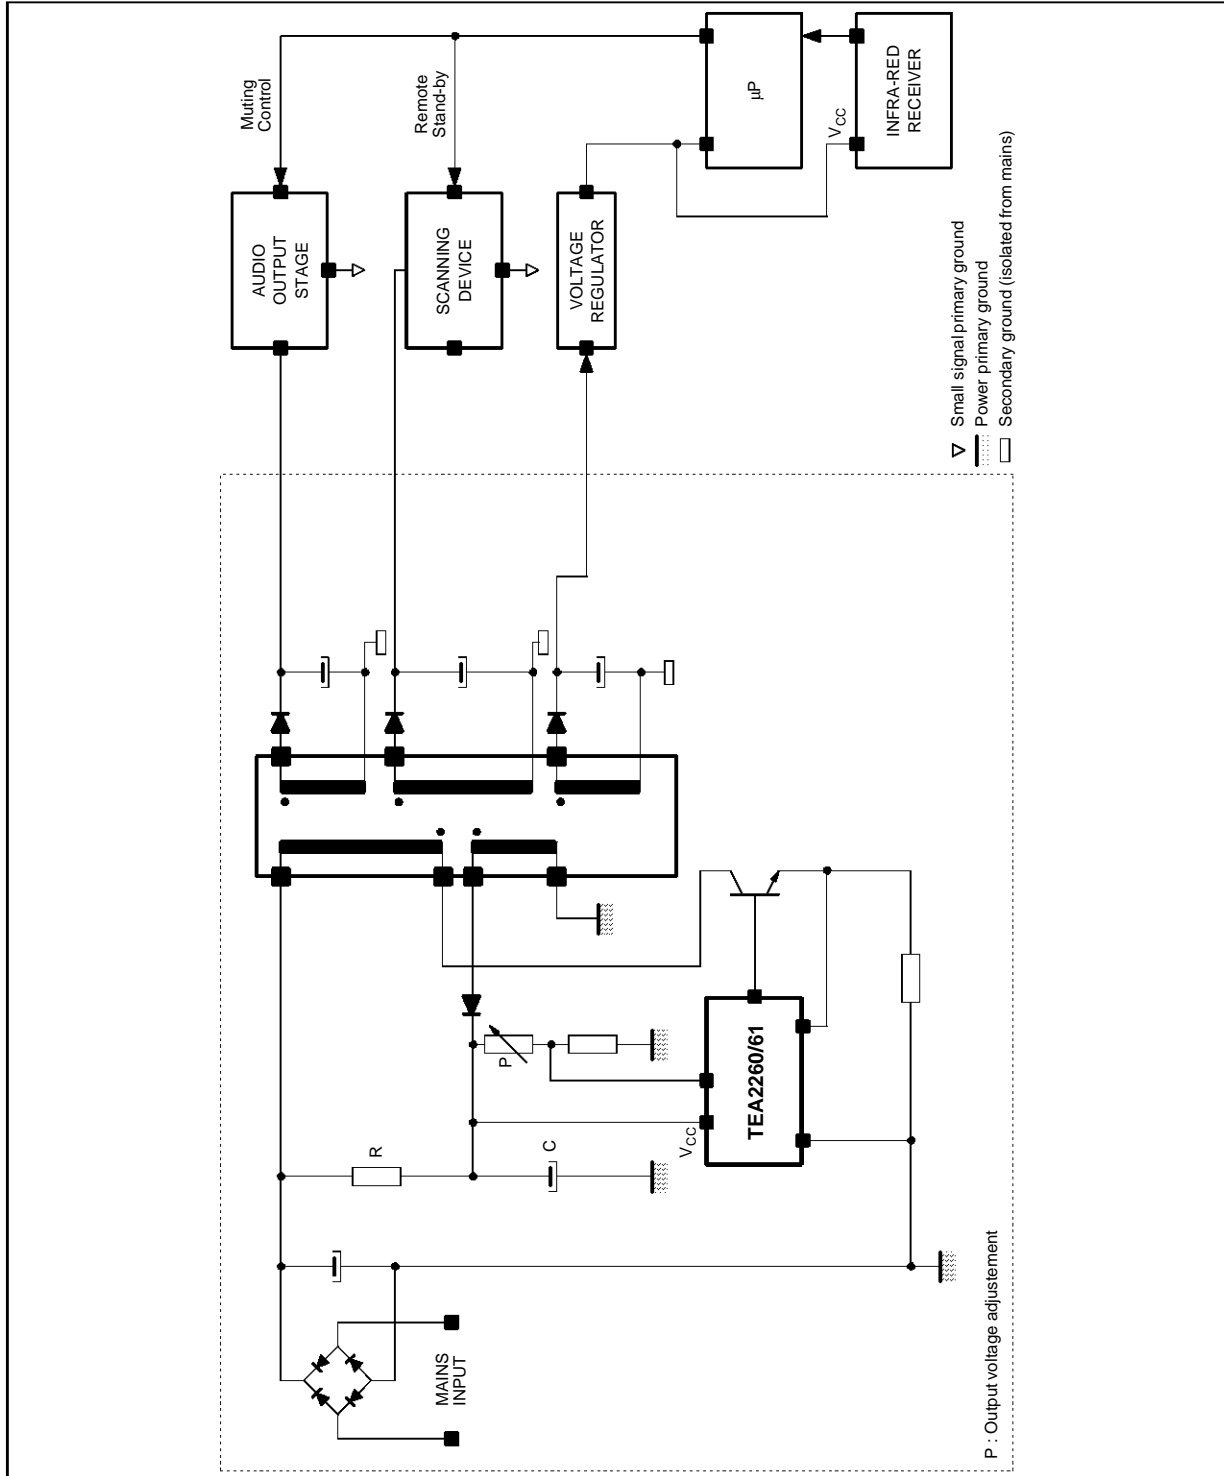 Muting
Control
AUDIO
OUTPUT
STAGE
Remote
Stand-by
SCANNING
DEVICE
VOLTAGE
REGULATOR
µP
VCC
INFRA-RED
RECEIVER
Small signal primary ground
Power primary ground
Secondary ground (isolated from mains)
P
R
C
VCC
TEA2260/61
MAINS
INPUT
P : Output voltage adjustement